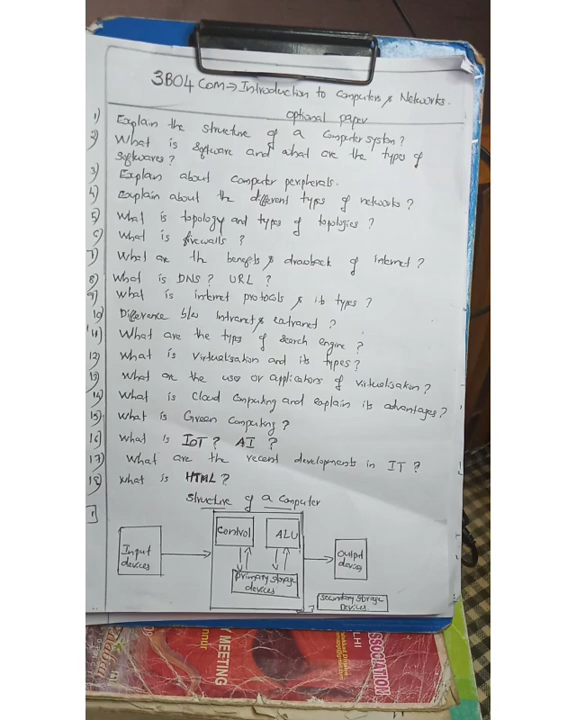 3BO4 Com → Introduction to Computers & Networks.
optional paper
1) Explain the structure of a Computer system?
2) What is software and what are the types of
softwares?
3) Explain about computer peripherals.
4) Explain about the different types of networks?
5) What is topology and types of topologies?
6) What is firewalls?
7) What are the benefits & drawback of internet?
8) What is DNS? URL?
9) What is internet protocols & its types?
10) Difference b/w Intranet & extranet?
11) What are the types of search engine?
12) What is virtualisation and its types?
13) What are the uses or applications of virtualisation?
14) What is Cloud Computing and explain its advantages?
15) What is Green Computing?
16) What is IOT? AI?
17) What are the recent developments in IT?
18) What is HTML?
Structure of a Computer
1
Control
ALU
Input
devices
Output
devices
primary storage
devices
Secondary storage
Devices
MEETING
ASSOCIATION